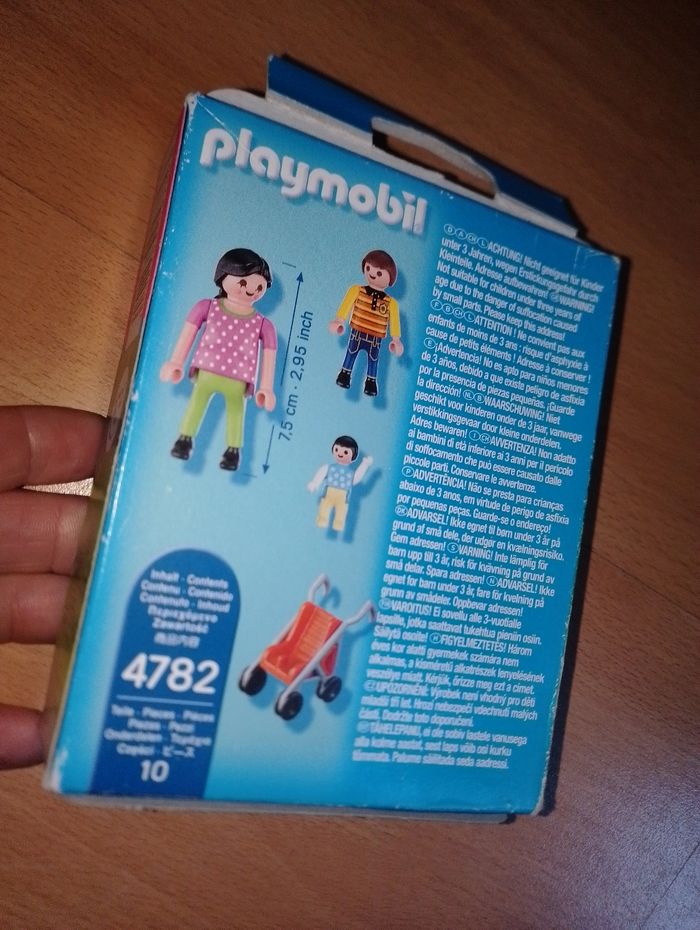 playmobil
7,5 cm · 2,95 inch
Inhalt · Contents
Contenu · Contenido
Contenuto · Inhoud
Περιεχόμενο
Zawartość
商品内容
4782
Teile · Pieces · Pièces
10
ⒹⒶⒸⒽⓁACHTUNG! Nicht geeignet für Kinder
unter 3 Jahren, wegen Erstickungsgefahr durch
Kleinteile. Adresse aufbewahren! WARNING!
Not suitable for children under three years of
age due to the danger of suffocation caused
by small parts. Please keep this address!
ⒻⒷⒸⒽⓁATTENTION ! Ne convient pas aux
enfants de moins de 3 ans : risque d'asphyxie à
cause de petits éléments ! Adresse à conserver !
Ⓔ¡Advertencia! No es apto para niños menores
de 3 años, debido a que existe peligro de asfixia
por la presencia de piezas pequeñas. ¡Guarde
la dirección! WAARSCHUWING! Niet
geschikt voor kinderen onder de 3 jaar, vanwege
verstikkingsgevaar door kleine onderdelen.
Adres bewaren! AVVERTENZA! Non adatto
ai bambini di età inferiore ai 3 anni per il pericolo
di soffocamento che può essere causato dalle
piccole parti. Conservare le avvertenze.
ⓅADVERTÊNCIA! Não se presta para crianças
abaixo de 3 anos, em virtude de perigo de asfixia
por pequenas peças. Guarde-se o endereço!
ADVARSEL! Ikke egnet til børn under 3 år på
grund af små dele, der udgør en kvælningsrisiko.
Gem adressen! ⓈVARNING! Inte lämplig för
barn upp till 3 år, risk för kvävning på grund av
små delar. Spara adressen! ADVARSEL! Ikke
egnet for barn under 3 år, fare for kvelning på
grunn av smådeler. Oppbevar adressen!
VAROITUS! Ei sovellu alle 3-vuotialle
lapsille, jotka saattavat tukehtua pieniin osiin.
Säilytä osoite! ⒽFIGYELMEZTETÉS! Három
éves kor alatti gyermekek számára nem
alkalmas, a kisméretű alkatrészek lenyelésének
veszélye miatt. Kérjük, őrizze meg ezt a címet.
UPOZORNĚNÍ: Výrobek není vhodný pro děti
mladší tří let. Hrozí nebezpečí vdechnutí malých
částí. Dodržte toto doporučení.
TÄHELEPANU, ei ole sobiv lastele vanusega
alla kolme aastat, sest laps võib osi kurku
tõmmata. Palume säilitada seda aadressi.